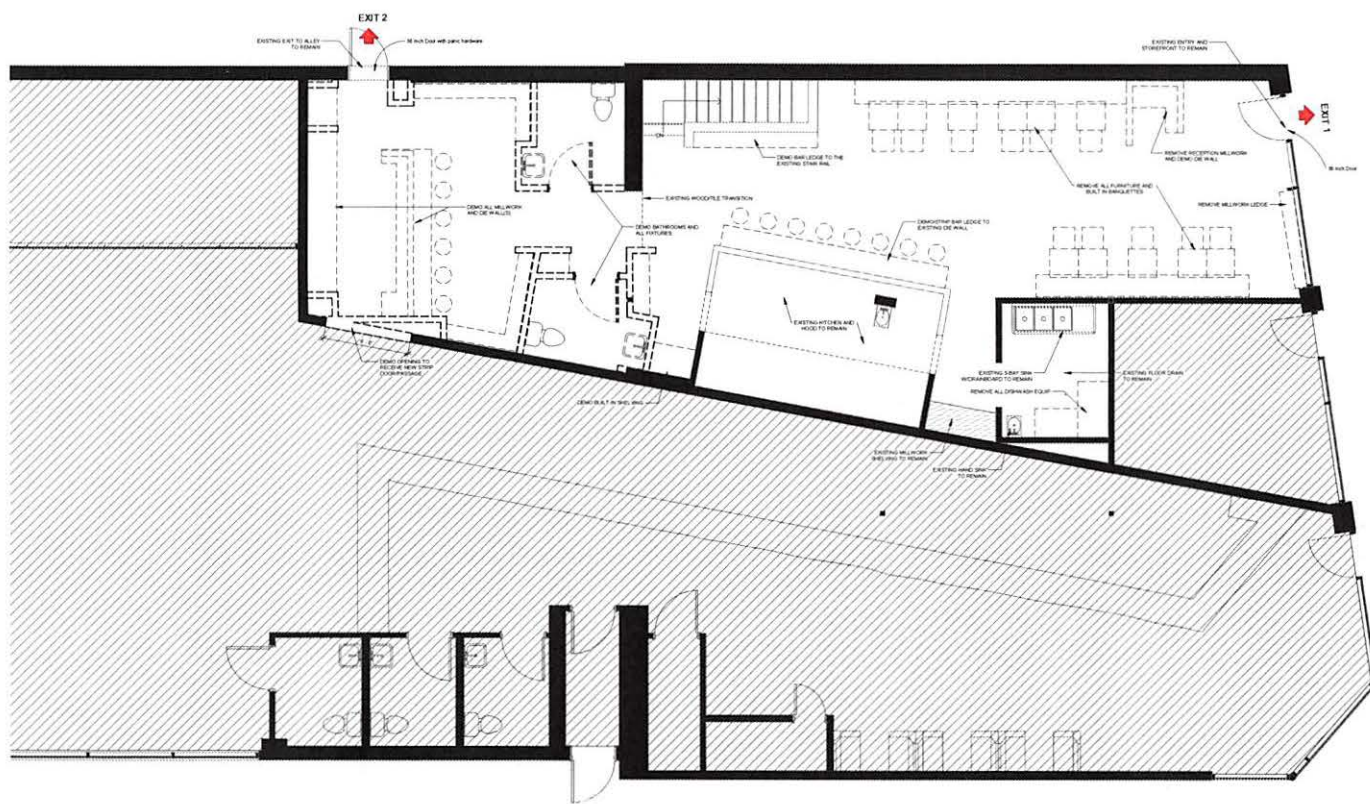 EXIT 2
EXISTING EXIT TO ALLEY
TO REMAIN
36 inch Door with panic hardware
EXISTING ENTRY AND
STOREFRONT TO REMAIN
EXIT 1
36 inch Door
REMOVE RECEPTION MILLWORK
AND DEMO DIE WALL
DEMO BAR LEDGE TO THE
EXISTING STAIR RAIL
REMOVE ALL FURNITURE AND
BUILT IN BANQUETTES
REMOVE MILLWORK LEDGE
EXISTING WOOD/TILE TRANSITION
DEMO ALL MILLWORK
AND DIE WALL(S)
DEMO/STRIP BAR LEDGE TO
EXISTING DIE WALL
DEMO BATHROOMS AND
ALL FIXTURES
EXISTING KITCHEN AND
HOOD TO REMAIN
DEMO OPENING TO
RECEIVE NEW STEPP
DOOR/PASSAGE
EXISTING 3-BAY SINK
W/DRAINBOARD TO REMAIN
EXISTING FLOOR DRAIN
TO REMAIN
REMOVE ALL DISHWASH EQUIP
DEMO BUILT IN SHELVING
EXISTING MILLWORK
SHELVING TO REMAIN
EXISTING HAND SINK
TO REMAIN